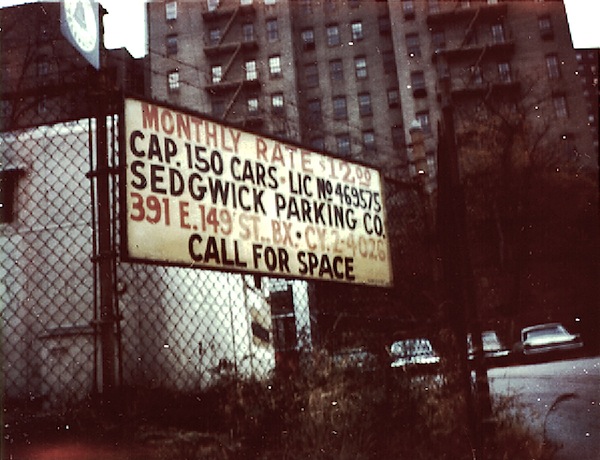 MONTHLY RATE $12.00
CAP. 150 CARS • LIC No 469575
SEDGWICK PARKING CO.
391 E. 149 ST., BX. • CY. 2-4026
CALL FOR SPACE